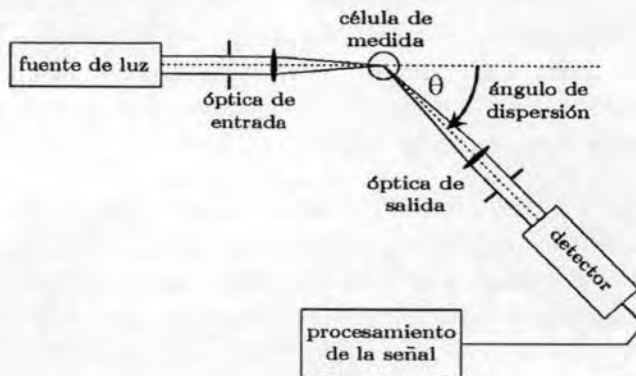 fuente de luz
óptica de
entrada
célula de
medida
θ
ángulo de
dispersión
óptica de
salida
detector
procesamiento
de la señal